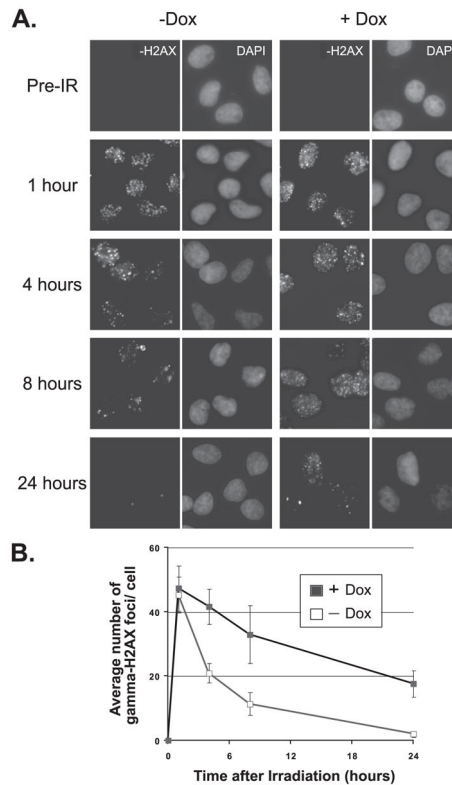 A.
-Dox + Dox
-H2AX DAPI -H2AX DAP
Pre-IR
1 hour
4 hours
8 hours
24 hours
B.
Average number of
gamma-H2AX foci/ cell
60
40
20
0
+ Dox
− Dox
0 6 12 18 24
Time after Irradiation (hours)